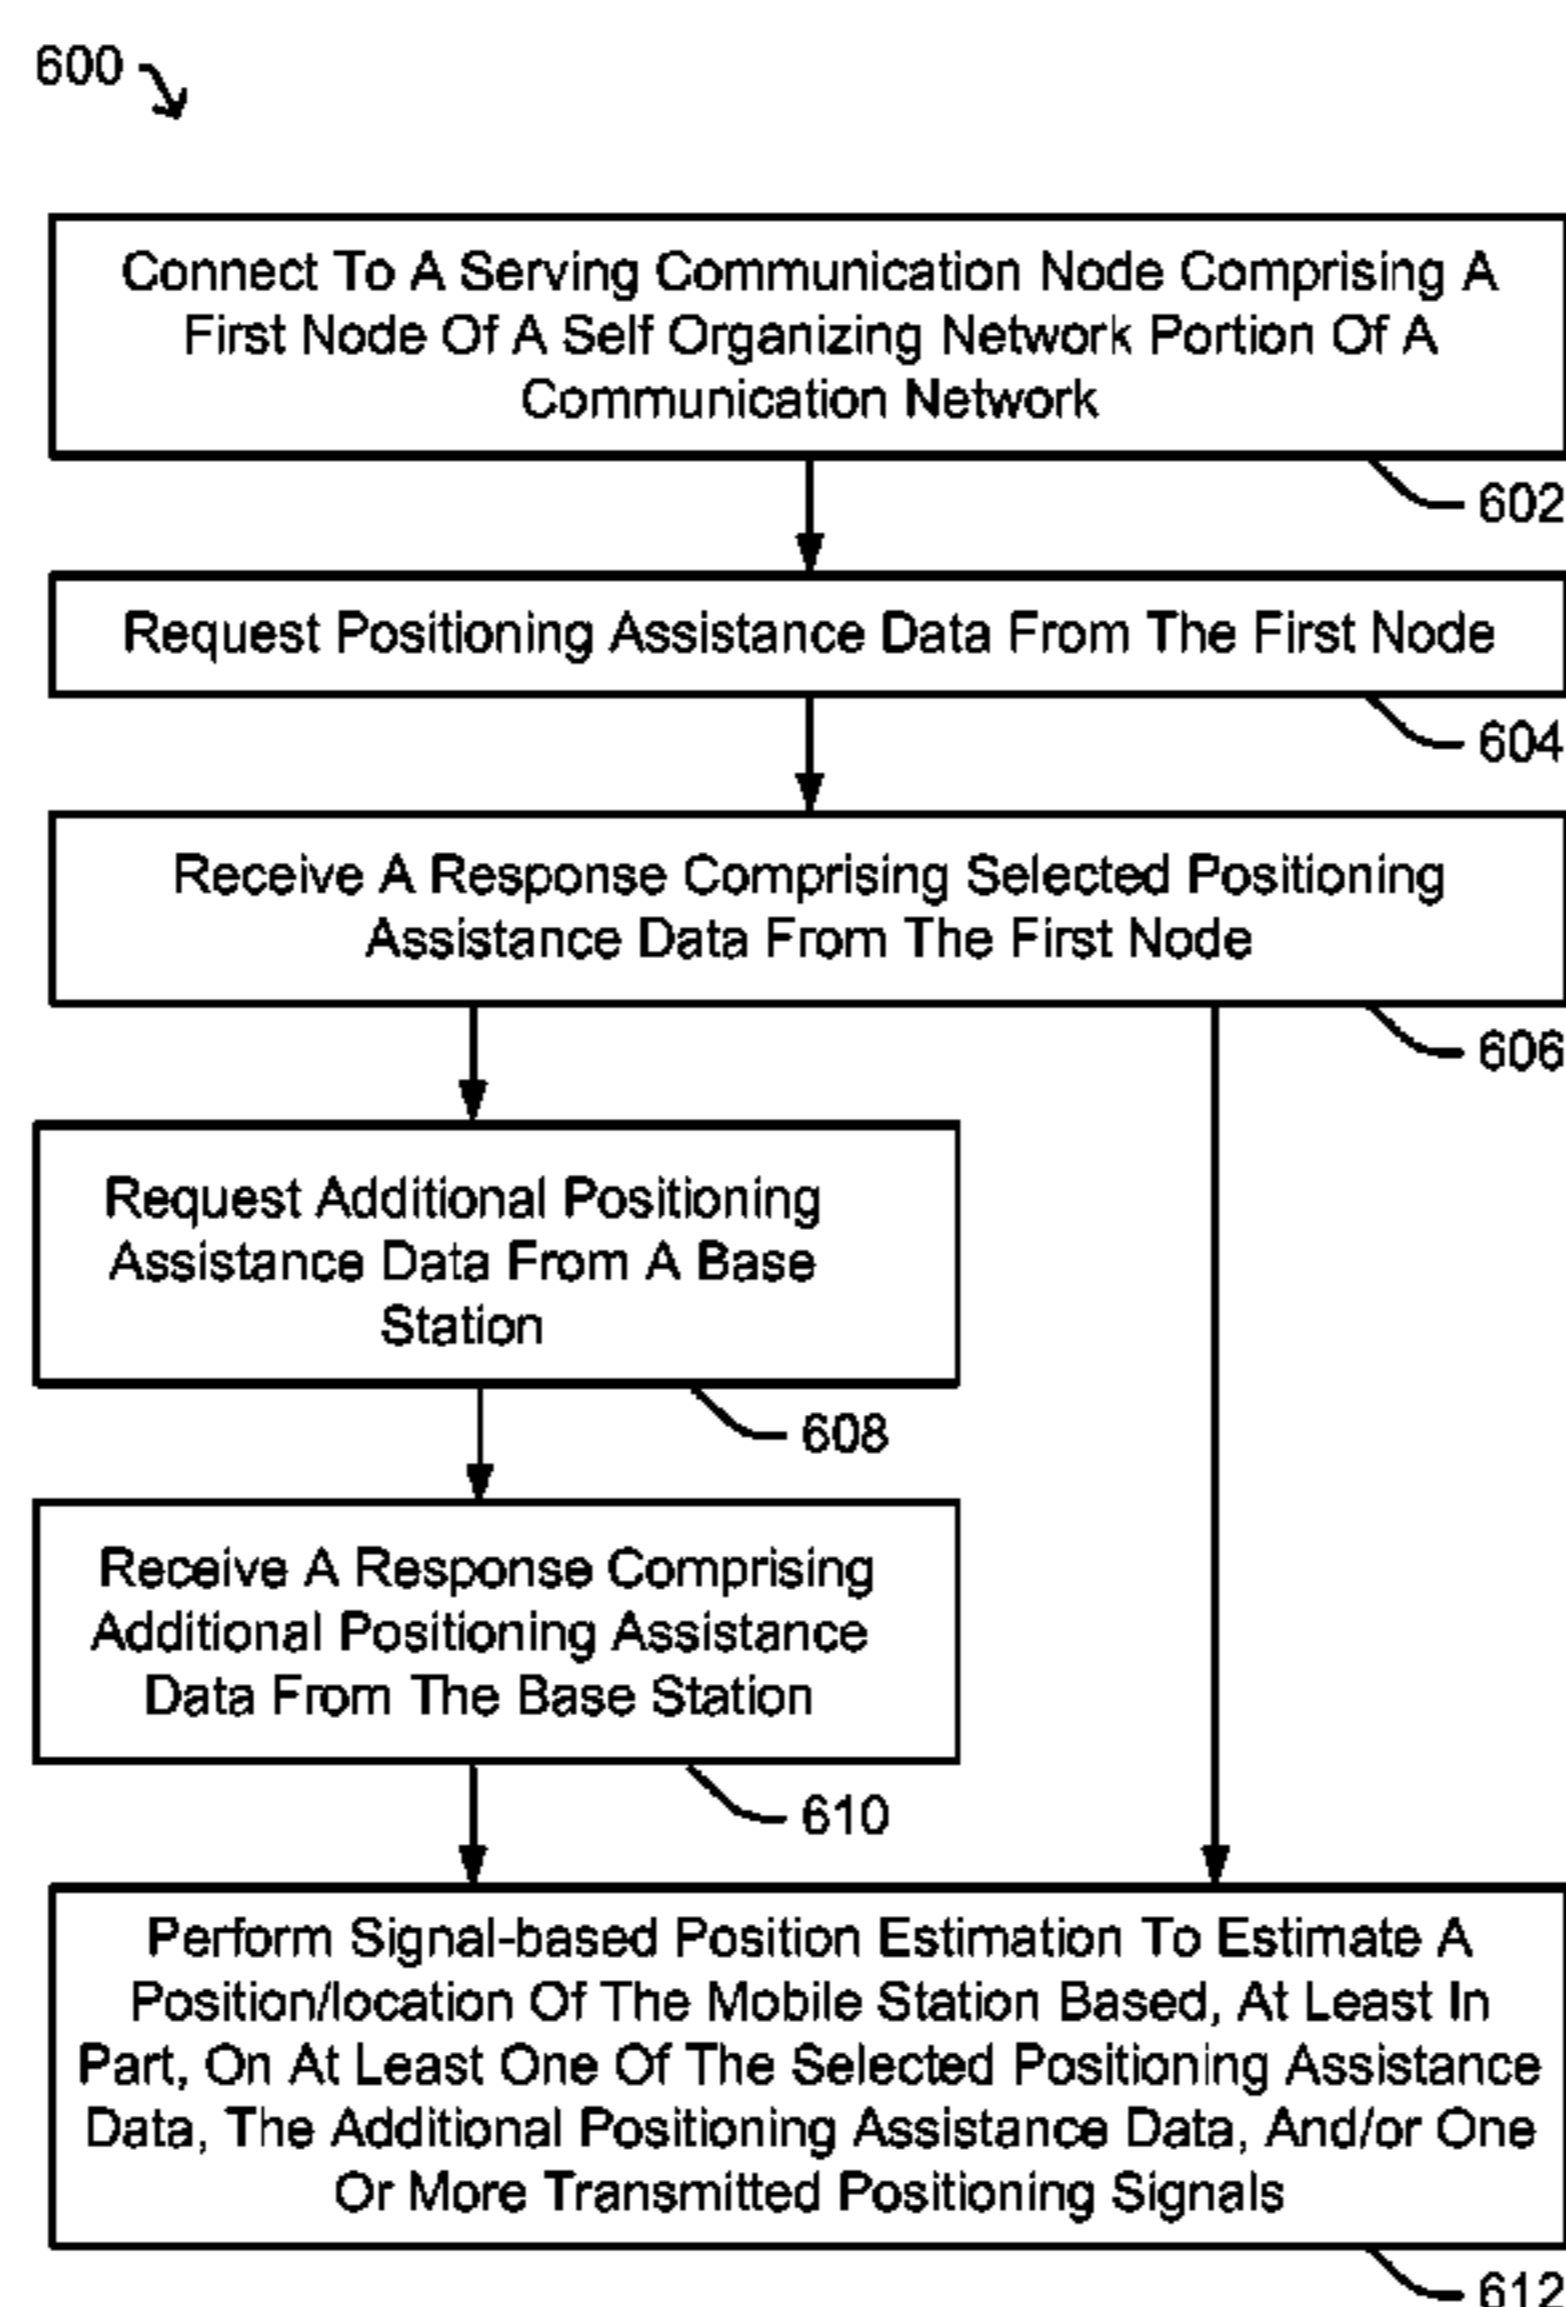 600
Connect To A Serving Communication Node Comprising A
First Node Of A Self Organizing Network Portion Of A
Communication Network
602
Request Positioning Assistance Data From The First Node
604
Receive A Response Comprising Selected Positioning
Assistance Data From The First Node
606
Request Additional Positioning
Assistance Data From A Base
Station
608
Receive A Response Comprising
Additional Positioning Assistance
Data From The Base Station
610
Perform Signal-based Position Estimation To Estimate A
Position/location Of The Mobile Station Based, At Least In
Part, On At Least One Of The Selected Positioning Assistance
Data, The Additional Positioning Assistance Data, And/or One
Or More Transmitted Positioning Signals
612